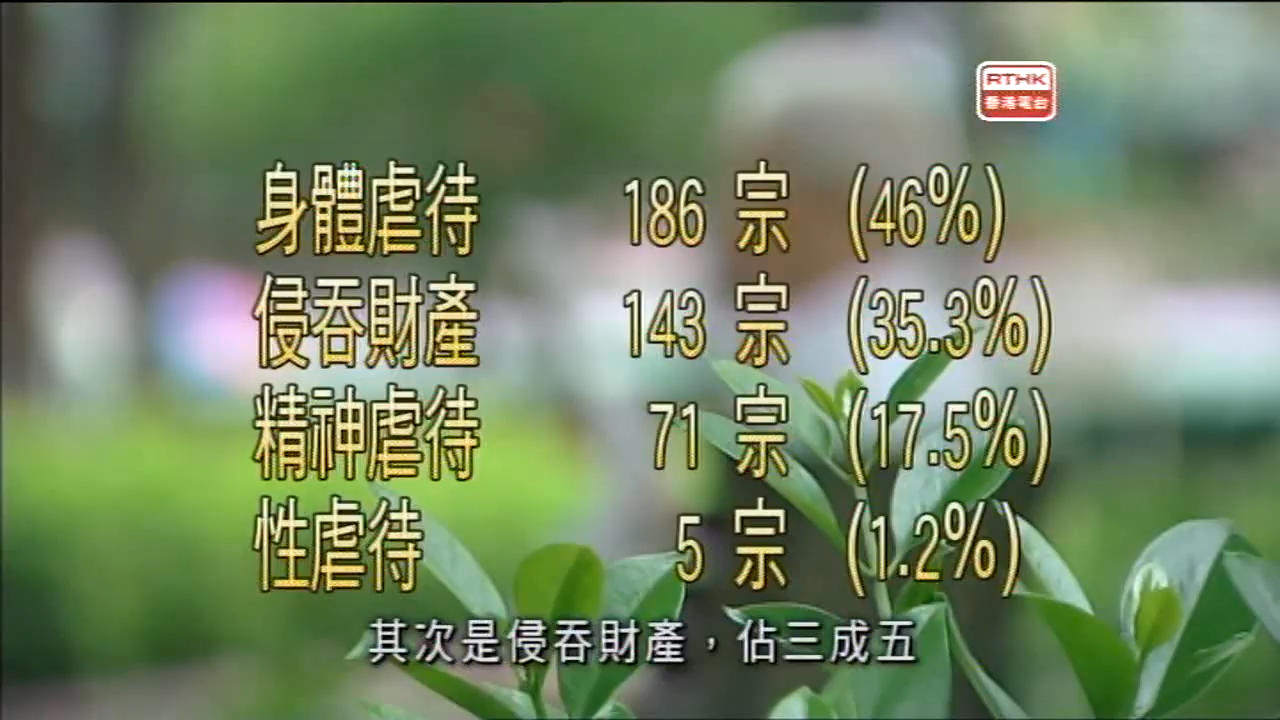 RTHK
香港電台
身體虐待 186 宗 (46%)
侵吞財產 143 宗 (35.3%)
精神虐待 71 宗 (17.5%)
性虐待 5 宗 (1.2%)
其次是侵吞財產，佔三成五